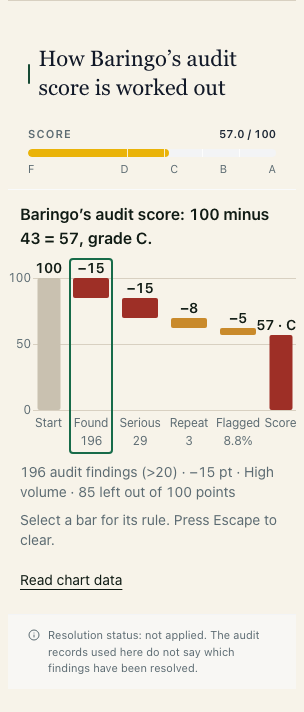 How Baringo’s audit
score is worked out
SCORE 57.0 / 100
F D C B A
Baringo’s audit score: 100 minus
43 = 57, grade C.
100 −15 −15 −8 −5 57 · C
100
50
0
Start Found Serious Repeat Flagged Score
196 29 3 8.8%
196 audit findings (>20) · −15 pt · High
volume · 85 left out of 100 points
Select a bar for its rule. Press Escape to
clear.
Read chart data
Resolution status: not applied. The audit
records used here do not say which
findings have been resolved.